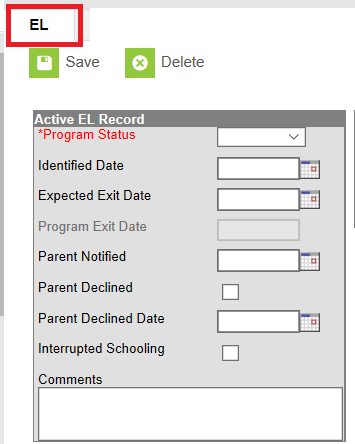 EL
Save Delete
Active EL Record
*Program Status
Identified Date
Expected Exit Date
Program Exit Date
Parent Notified
Parent Declined
Parent Declined Date
Interrupted Schooling
Comments